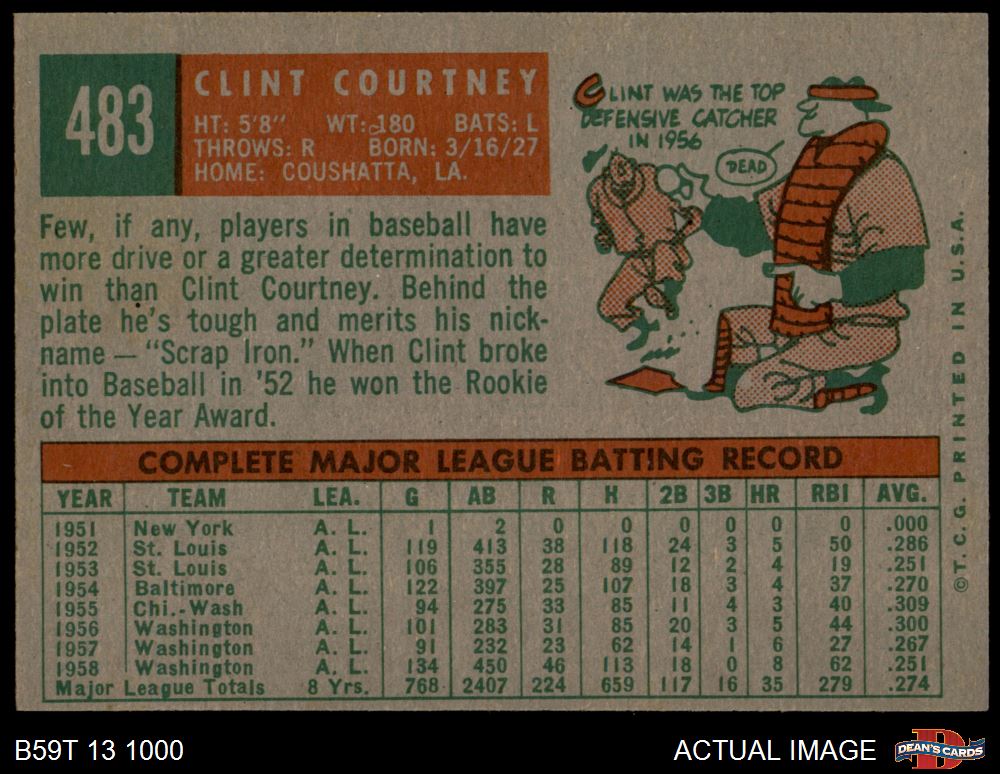 483
CLINT COURTNEY
HT: 5'8" WT: 180 BATS: L
THROWS: R BORN: 3/16/27
HOME: COUSHATTA, LA.
CLINT WAS THE TOP
DEFENSIVE CATCHER
IN 1956
DEAD
Few, if any, players in baseball have
more drive or a greater determination to
win than Clint Courtney. Behind the
plate he's tough and merits his nick-
name — "Scrap Iron." When Clint broke
into Baseball in '52 he won the Rookie
of the Year Award.
COMPLETE MAJOR LEAGUE BATTING RECORD
YEAR TEAM LEA. G AB R H 2B 3B HR RBI AVG.
1951 New York A. L. 1 2 0 0 0 0 0 0 .000
1952 St. Louis A. L. 119 413 38 118 24 3 5 50 .286
1953 St. Louis A. L. 106 355 28 89 12 2 4 19 .251
1954 Baltimore A. L. 122 397 25 107 18 3 4 37 .270
1955 Chi.-Wash A. L. 94 275 33 85 11 4 3 40 .309
1956 Washington A. L. 101 283 31 85 20 3 5 44 .300
1957 Washington A. L. 91 232 23 62 14 1 6 27 .267
1958 Washington A. L. 134 450 46 113 18 0 8 62 .251
Major League Totals 8 Yrs. 768 2407 224 659 117 16 35 279 .274
©T. C. G. PRINTED IN U.S.A.
B59T 13 1000
ACTUAL IMAGE
D
DEAN'S CARDS